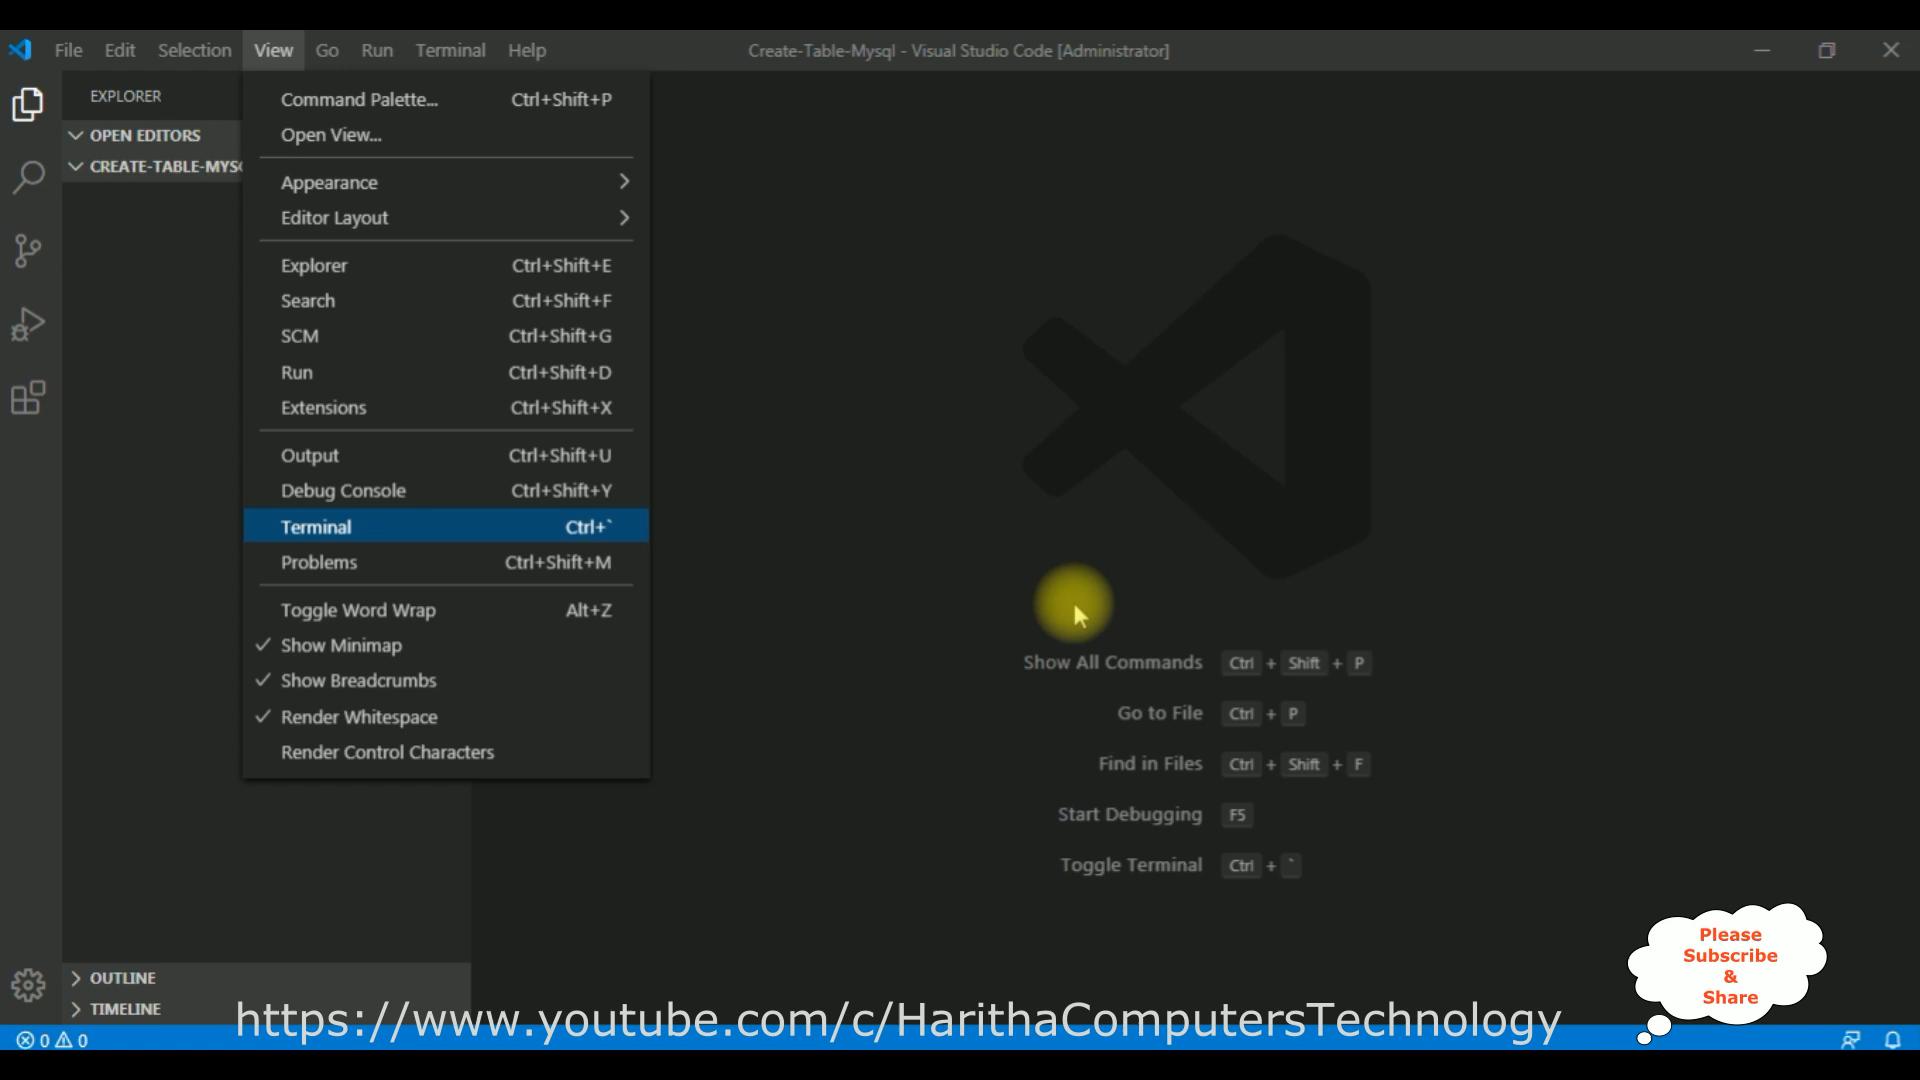 File Edit Selection View Go Run Terminal Help Create-Table-Mysql - Visual Studio Code [Administrator]
EXPLORER
OPEN EDITORS
CREATE-TABLE-MYS
Command Palette... Ctrl+Shift+P
Open View...
Appearance
Editor Layout
Explorer Ctrl+Shift+E
Search Ctrl+Shift+F
SCM Ctrl+Shift+G
Run Ctrl+Shift+D
Extensions Ctrl+Shift+X
Output Ctrl+Shift+U
Debug Console Ctrl+Shift+Y
Terminal Ctrl+`
Problems Ctrl+Shift+M
Toggle Word Wrap Alt+Z
Show Minimap
Show Breadcrumbs
Render Whitespace
Render Control Characters
Show All Commands Ctrl + Shift + P
Go to File Ctrl + P
Find in Files Ctrl + Shift + F
Start Debugging F5
Toggle Terminal Ctrl + `
Please
Subscribe
&
Share
OUTLINE
TIMELINE
https://www.youtube.com/c/HarithaComputersTechnology
0 0